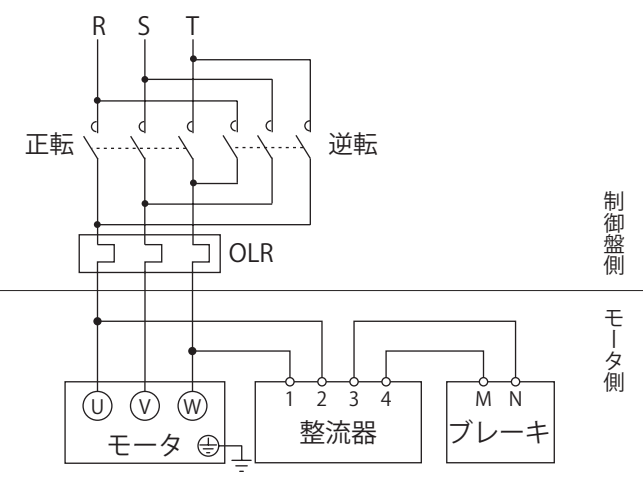 R S T
正転
逆転
制御盤側
OLR
モータ側
1 2 3 4
M N
U V W
モータ
整流器
ブレーキ